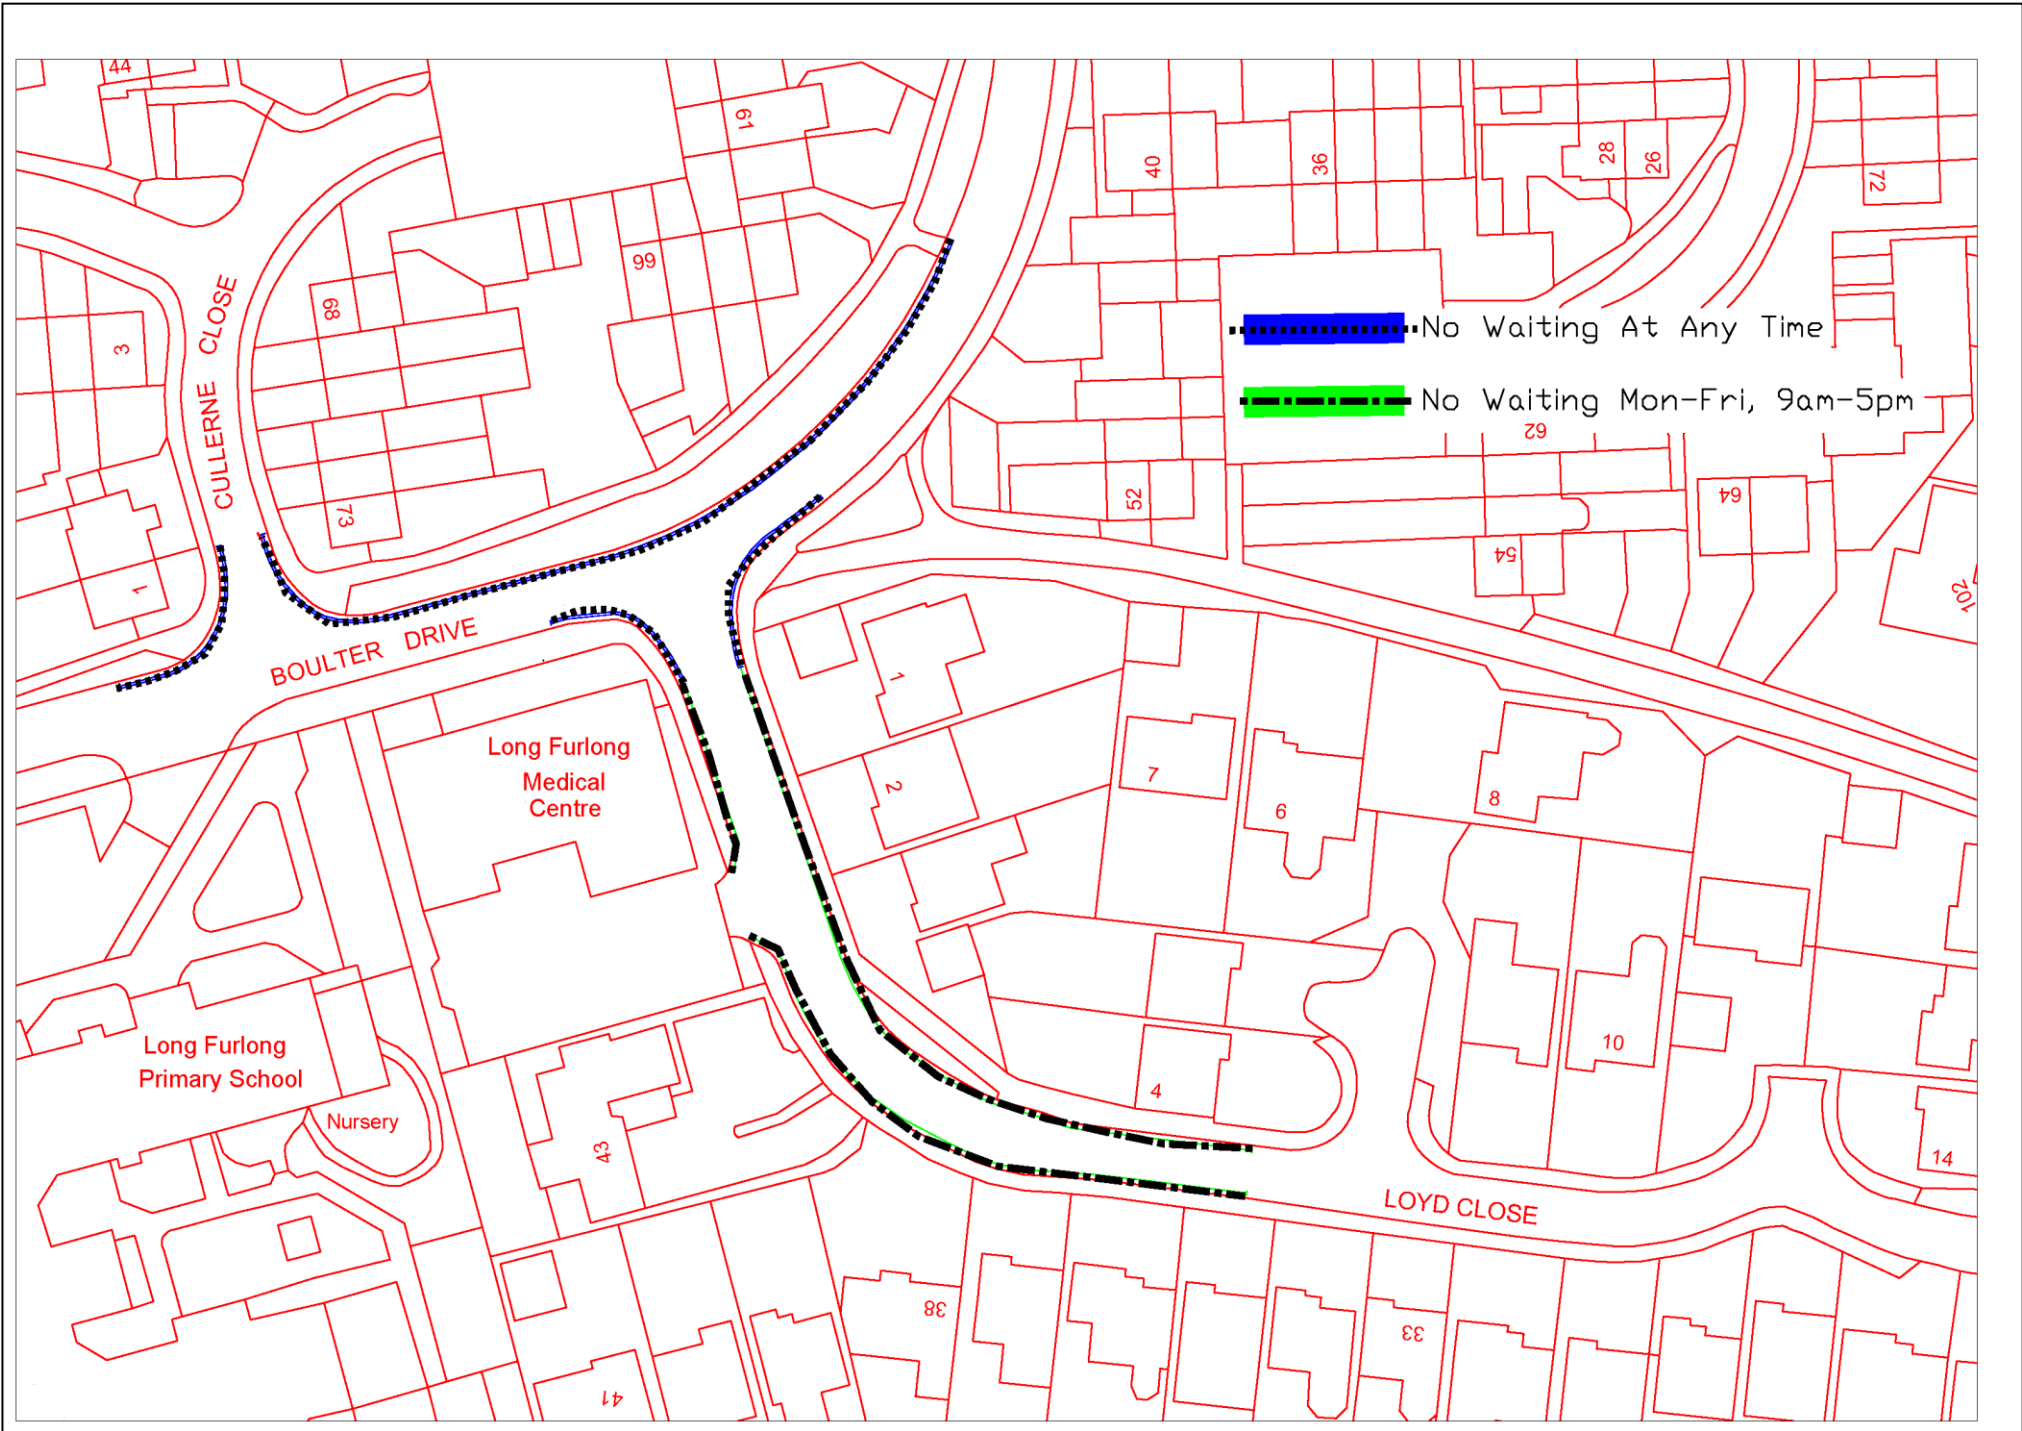 44
61
40
36
28
26
72
99
68
3
CULLERNE CLOSE
No Waiting At Any Time
No Waiting Mon-Fri, 9am-5pm
62
52
64
73
54
1
102
BOULTER DRIVE
1
Long Furlong
Medical
Centre
7
2
6
8
10
Long Furlong
Primary School
4
Nursery
43
14
LOYD CLOSE
38
33
41